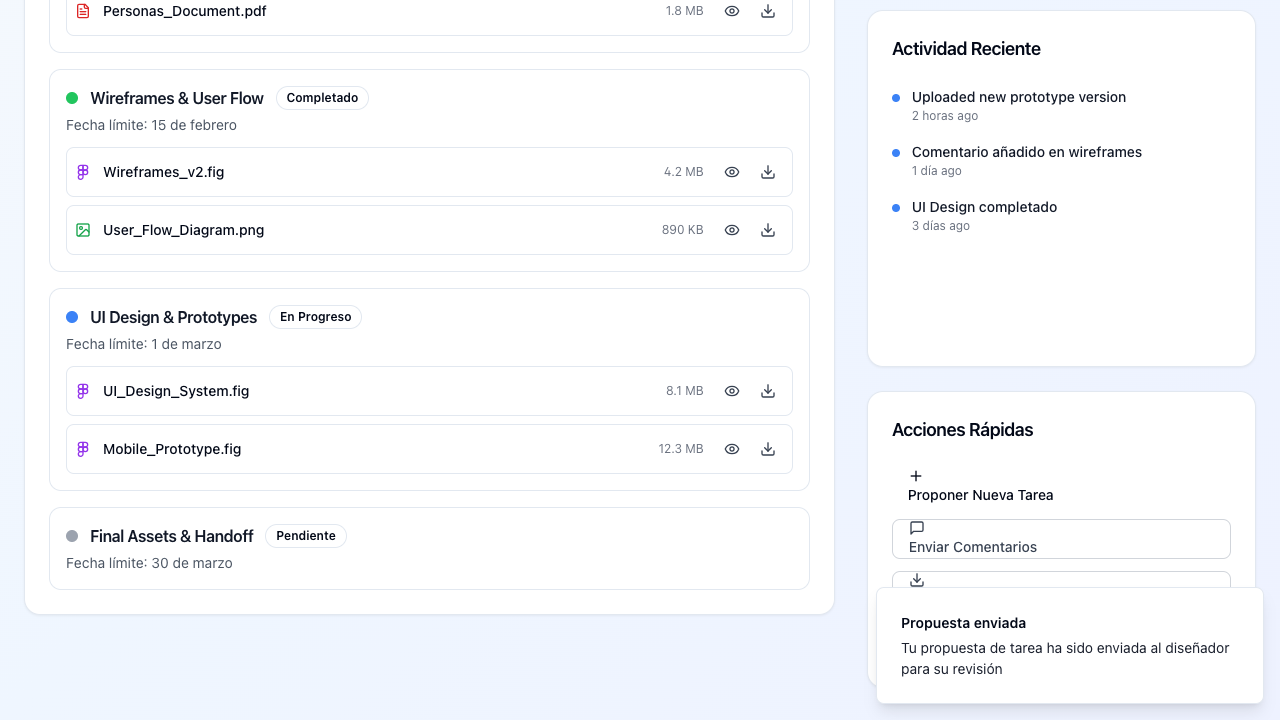 Personas_Document.pdf
1.8 MB
Wireframes & User Flow
Completado
Fecha límite: 15 de febrero
Wireframes_v2.fig
4.2 MB
User_Flow_Diagram.png
890 KB
UI Design & Prototypes
En Progreso
Fecha límite: 1 de marzo
UI_Design_System.fig
8.1 MB
Mobile_Prototype.fig
12.3 MB
Final Assets & Handoff
Pendiente
Fecha límite: 30 de marzo
Actividad Reciente
Uploaded new prototype version
2 horas ago
Comentario añadido en wireframes
1 día ago
UI Design completado
3 días ago
Acciones Rápidas
Proponer Nueva Tarea
Enviar Comentarios
Propuesta enviada
Tu propuesta de tarea ha sido enviada al diseñador
para su revisión